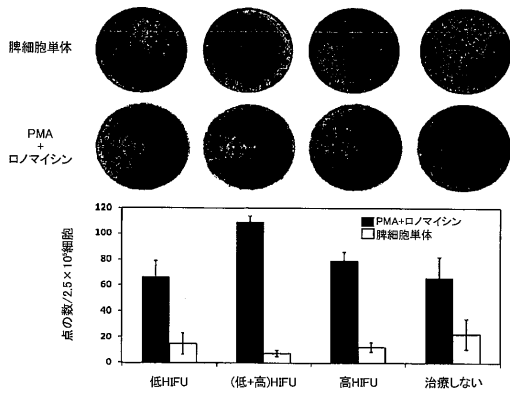 脾細胞単体
PMA
+
ロノマイシン
点の数/2.5×10⁵細胞
120
100
80
60
40
20
0
PMA+ロノマイシン
脾細胞単体
低HIFU
(低+高)HIFU
高HIFU
治療しない